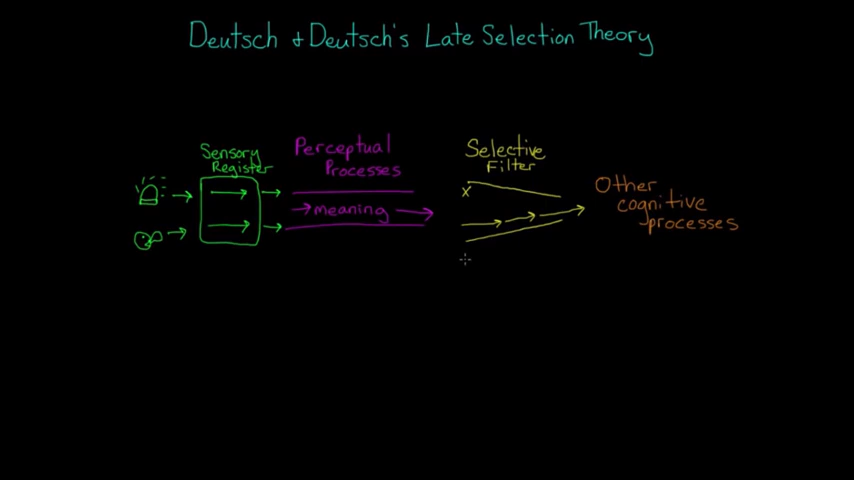 Deutsch + Deutsch's Late Selection Theory
Sensory
Register
Perceptual
Processes
meaning
Selective
Filter
x
Other
cognitive
processes